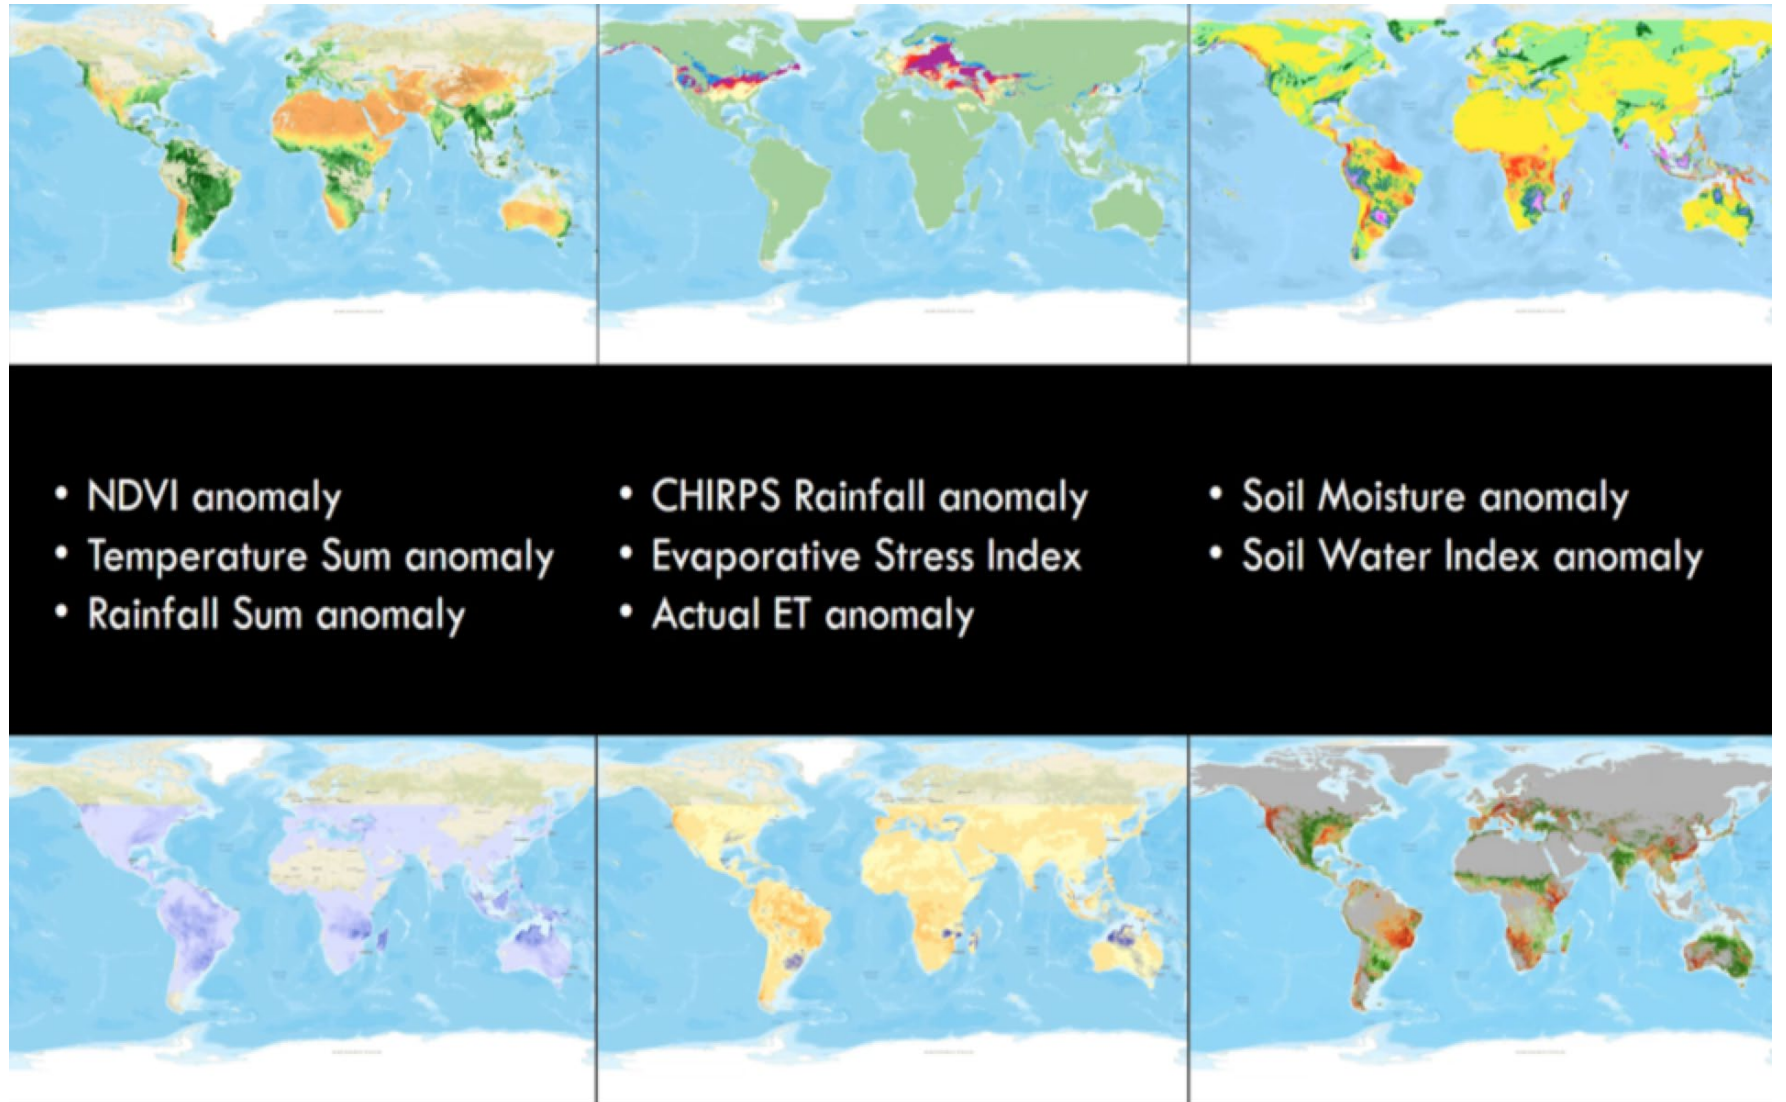 • NDVI anomaly
• Temperature Sum anomaly
• Rainfall Sum anomaly
• CHIRPS Rainfall anomaly
• Evaporative Stress Index
• Actual ET anomaly
• Soil Moisture anomaly
• Soil Water Index anomaly